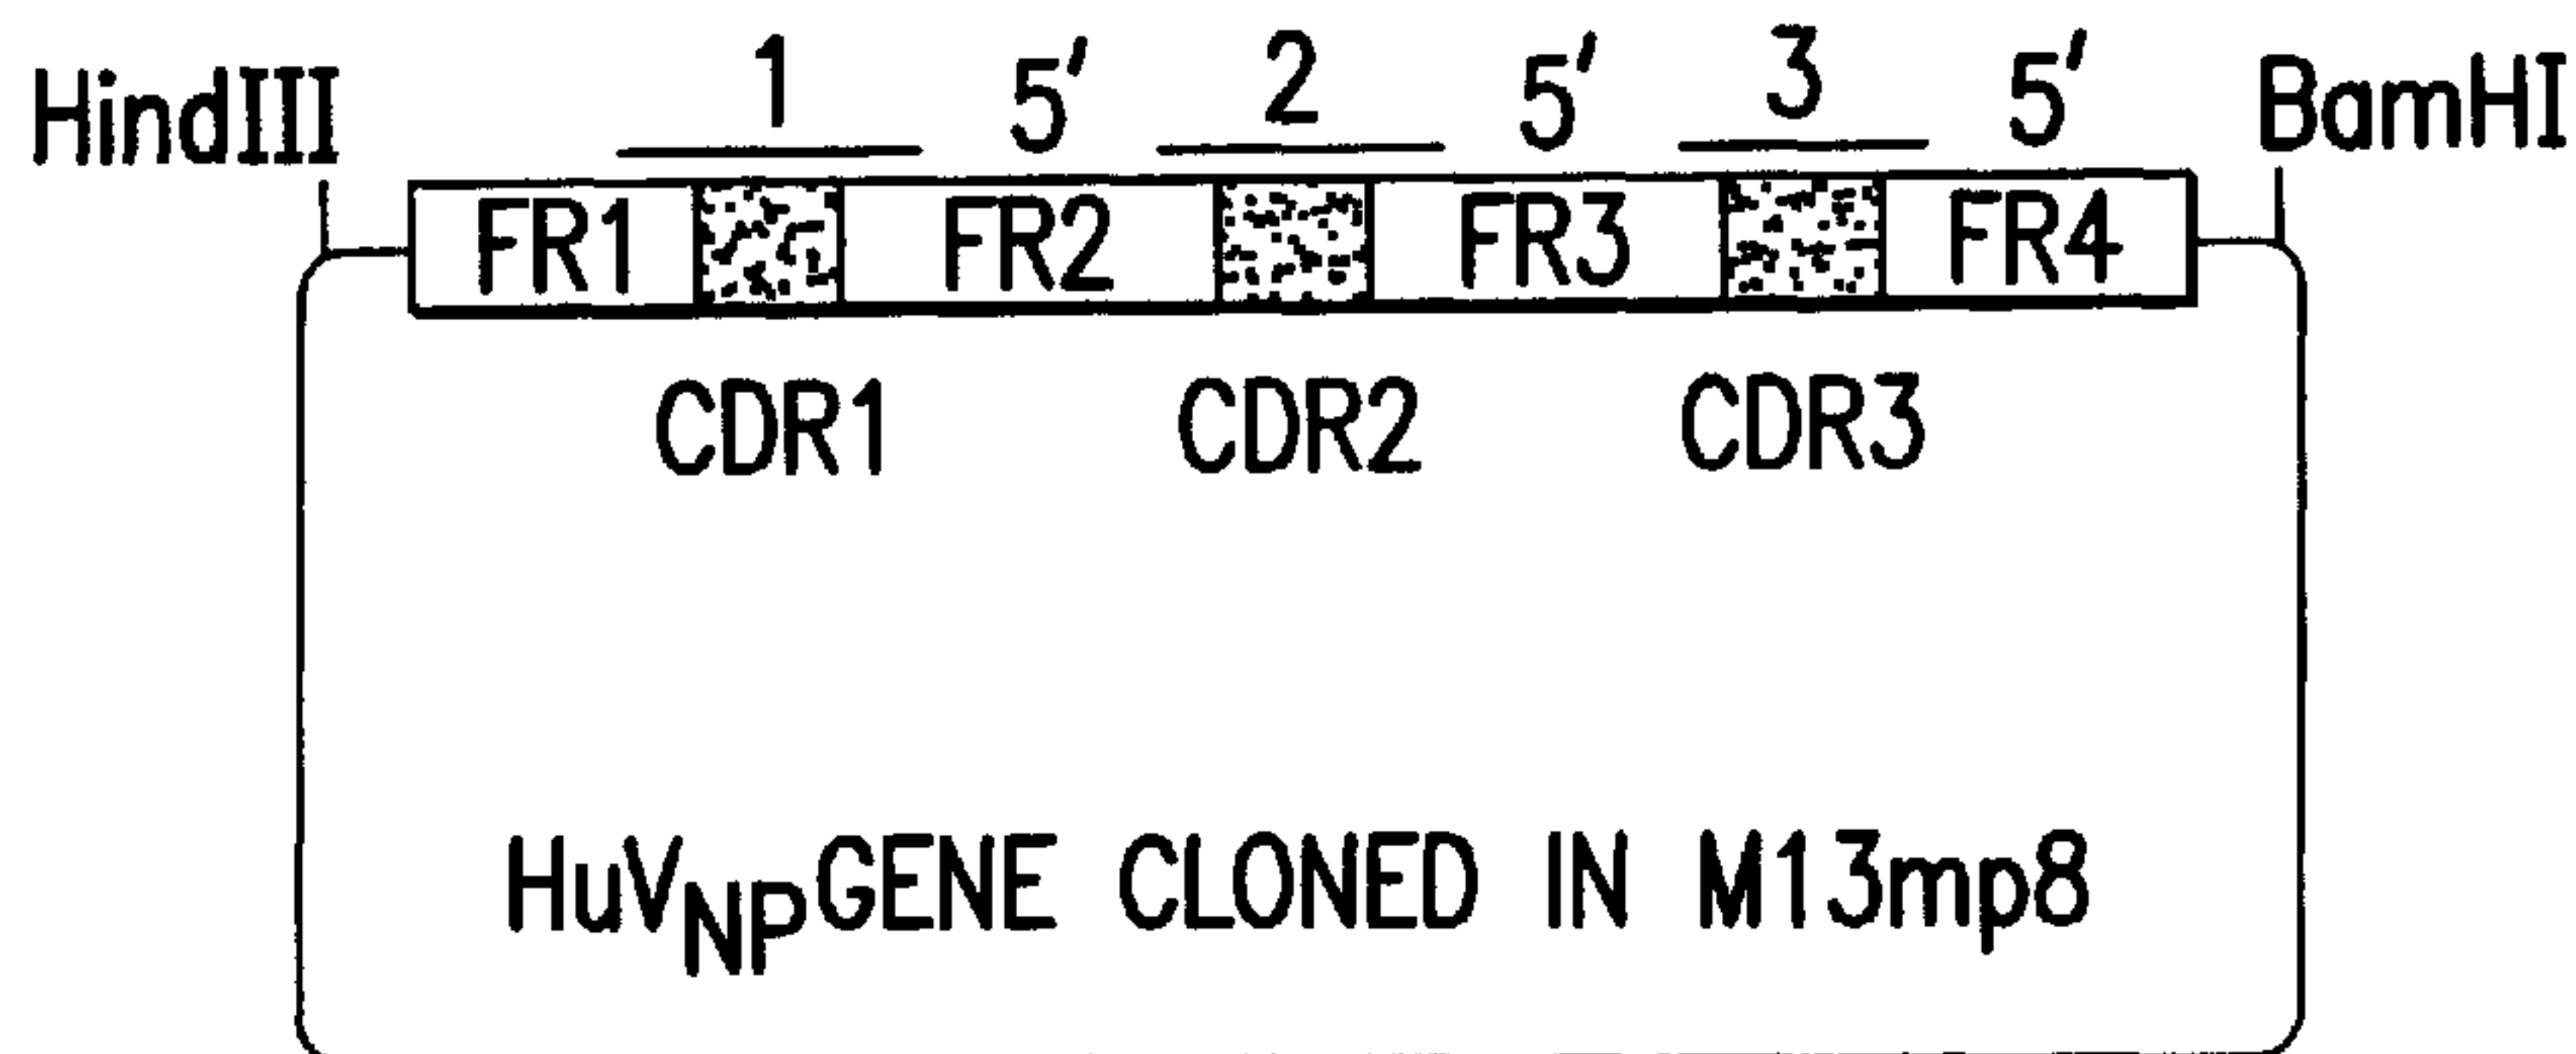 HindIII 1 5' 2 5' 3 5' BamHI
FR1 FR2 FR3 FR4
CDR1 CDR2 CDR3
HuVNPGENE CLONED IN M13mp8